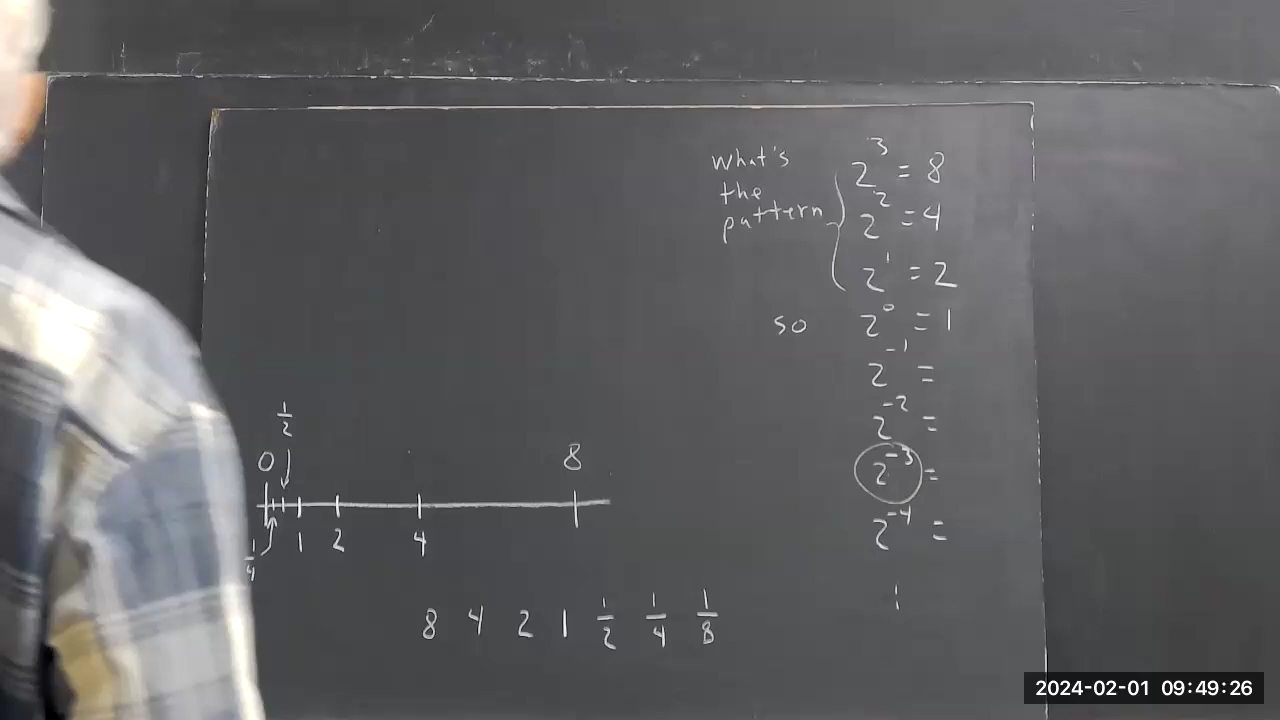 what's
the
pattern
2³ = 8
2² = 4
2¹ = 2
so 2⁰ = 1
2⁻¹ =
2⁻² =
2⁻³ =
2⁻⁴ =
1/2
0 8
1 2 4
1/4
8 4 2 1 1/2 1/4 1/8
2024-02-01 09:49:26